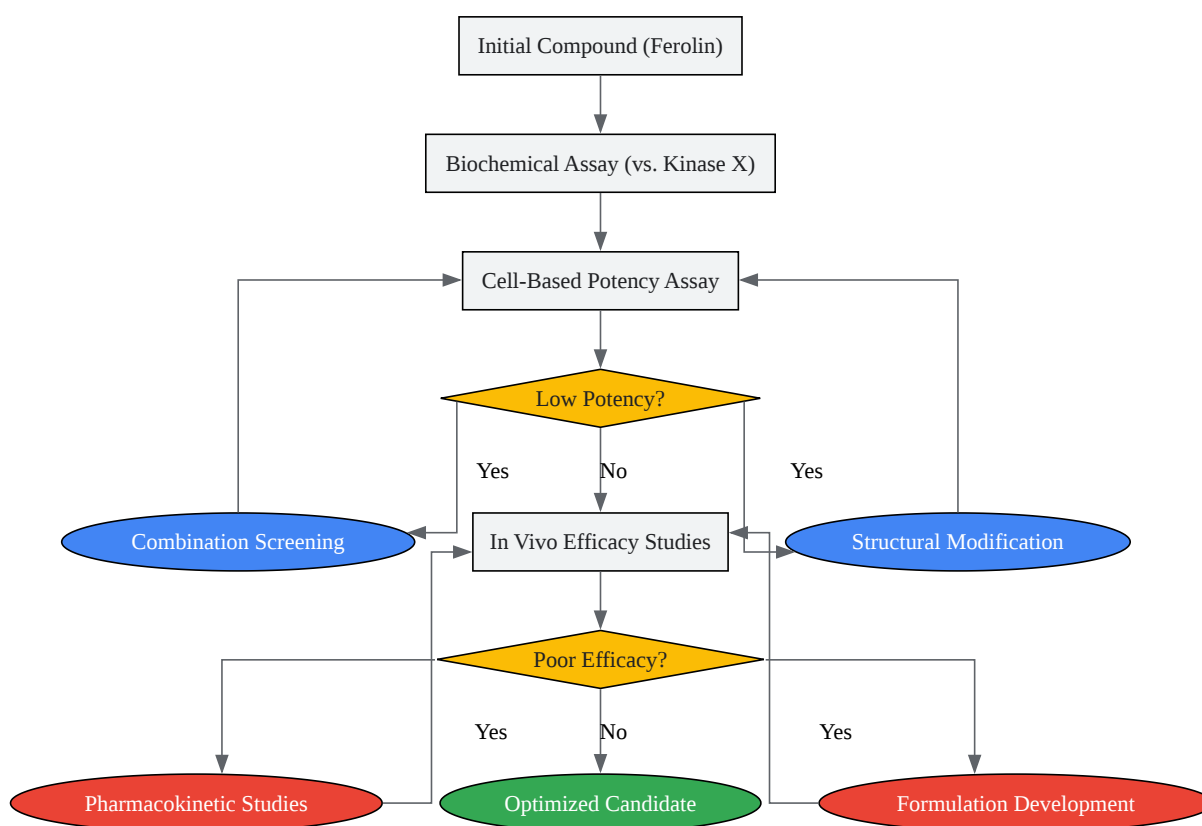 Initial Compound (Ferolin)
Biochemical Assay (vs. Kinase X)
Cell-Based Potency Assay
Low Potency?
Yes
No
Yes
Combination Screening
In Vivo Efficacy Studies
Structural Modification
Poor Efficacy?
Yes
No
Yes
Pharmacokinetic Studies
Optimized Candidate
Formulation Development